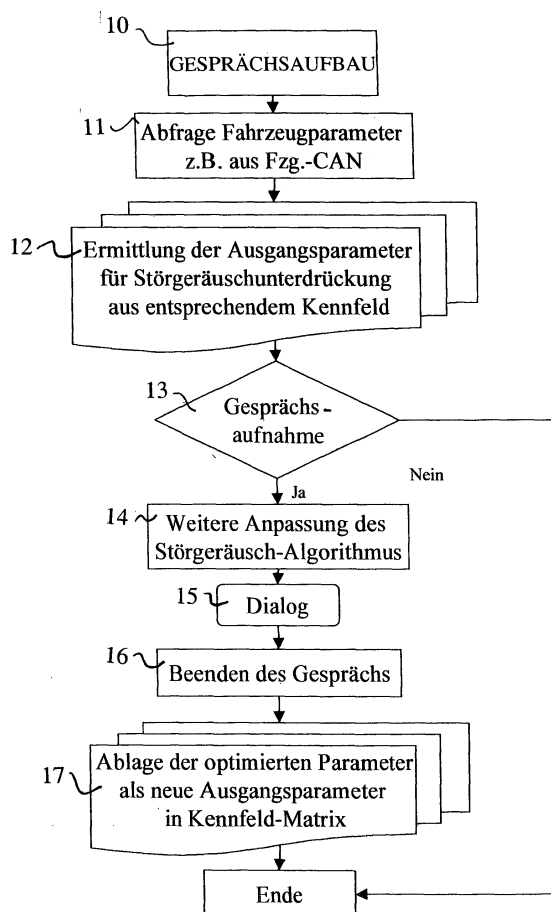 10
GESPRÄCHSAUFBAU
11
Abfrage Fahrzeugparameter
z.B. aus Fzg.-CAN
12
Ermittlung der Ausgangsparameter
für Störgeräuschunterdrückung
aus entsprechendem Kennfeld
13
Gesprächs-
aufnahme
Nein
Ja
14
Weitere Anpassung des
Störgeräusch-Algorithmus
15
Dialog
16
Beenden des Gesprächs
17
Ablage der optimierten Parameter
als neue Ausgangsparameter
in Kennfeld-Matrix
Ende